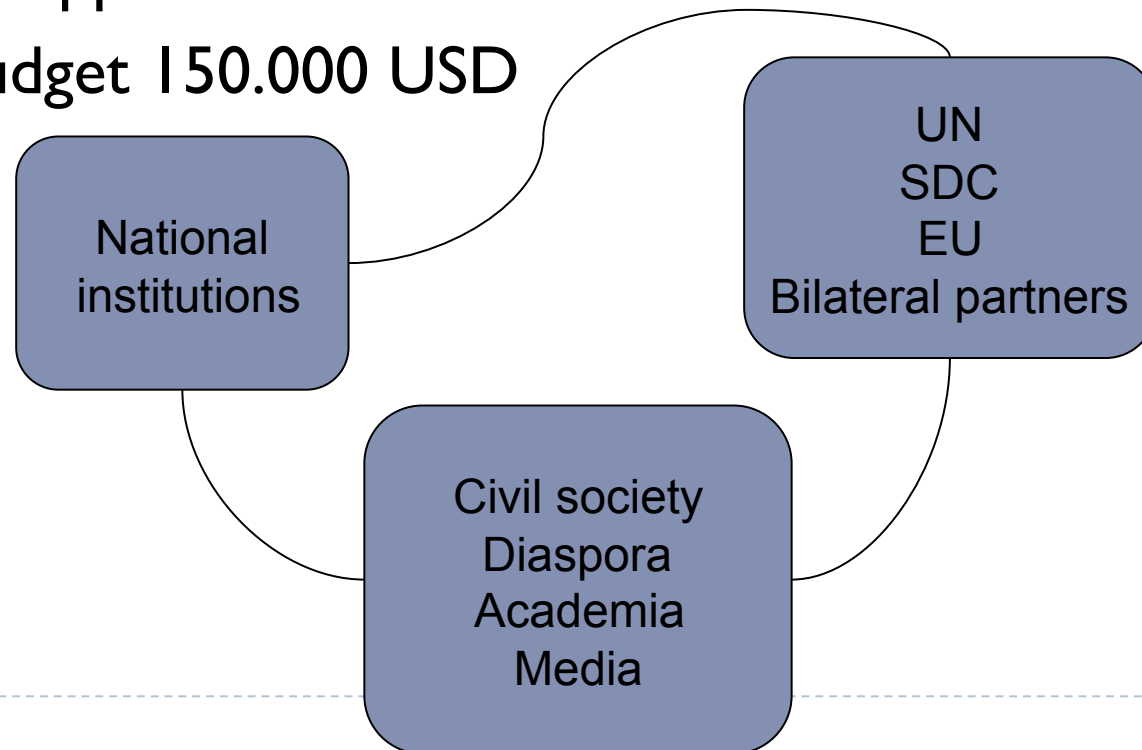 udget 150.000 USD
National
institutions
UN
SDC
EU
Bilateral partners
Civil society
Diaspora
Academia
Media